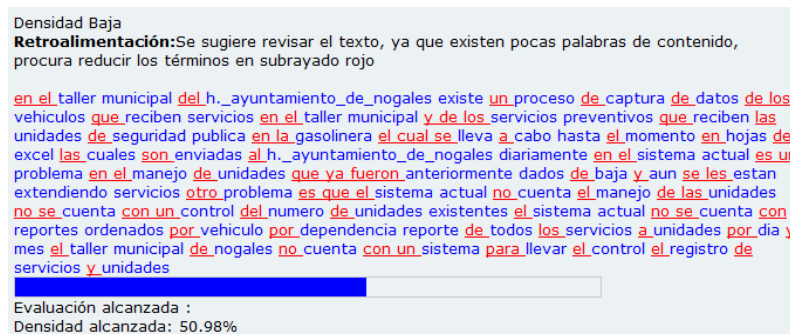 Densidad Baja
Retroalimentación:Se sugiere revisar el texto, ya que existen pocas palabras de contenido,
procura reducir los términos en subrayado rojo
en el taller municipal del h._ayuntamiento_de_nogales existe un proceso de captura de datos de los
vehiculos que reciben servicios en el taller municipal y de los servicios preventivos que reciben las
unidades de seguridad publica en la gasolinera el cual se lleva a cabo hasta el momento en hojas de
excel las cuales son enviadas al h._ayuntamiento_de_nogales diariamente en el sistema actual es un
problema en el manejo de unidades que ya fueron anteriormente dados de baja y aun se les estan
extendiendo servicios otro problema es que el sistema actual no cuenta el manejo de las unidades
no se cuenta con un control del numero de unidades existentes el sistema actual no se cuenta con
reportes ordenados por vehiculo por dependencia reporte de todos los servicios a unidades por dia y
mes el taller municipal de nogales no cuenta con un sistema para llevar el control el registro de
servicios y unidades
Evaluación alcanzada :
Densidad alcanzada: 50.98%